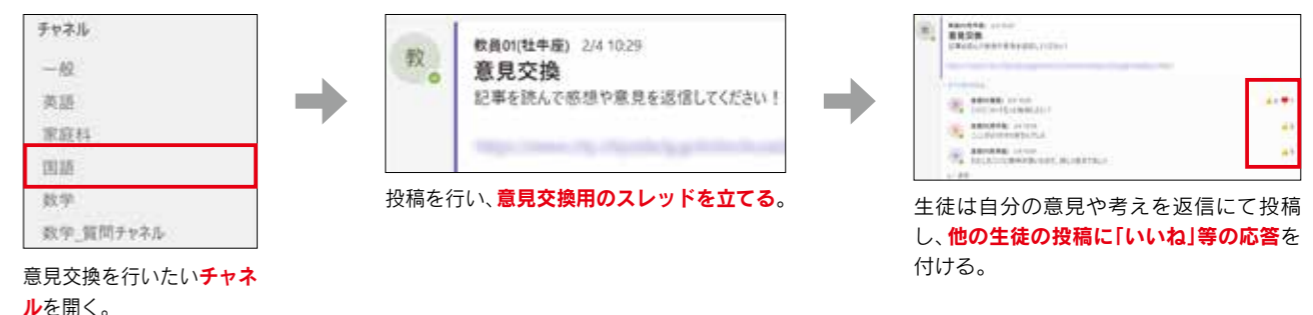 チャネル
一般
英語
家庭科
国語
数学
数学_質問チャネル
意見交換を行いたいチャネ
ルを開く。
教
教員01(牡牛座) 2/4 10:29
意見交換
記事を読んで感想や意見を返信してください!
投稿を行い、意見交換用のスレッドを立てる。
意見交換
生徒は自分の意見や考えを返信にて投稿
し、他の生徒の投稿に「いいね」等の応答を
付ける。